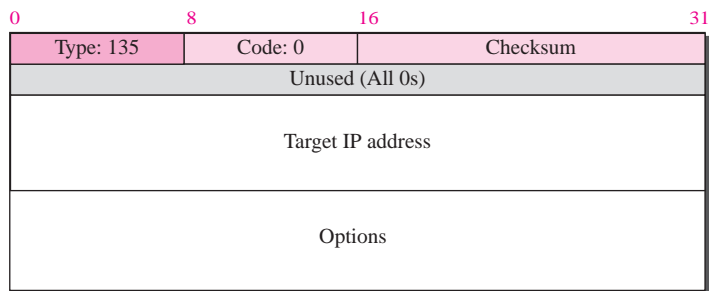 0 8 16 31
Type: 135 Code: 0 Checksum
Unused (All 0s)
Target IP address
Options